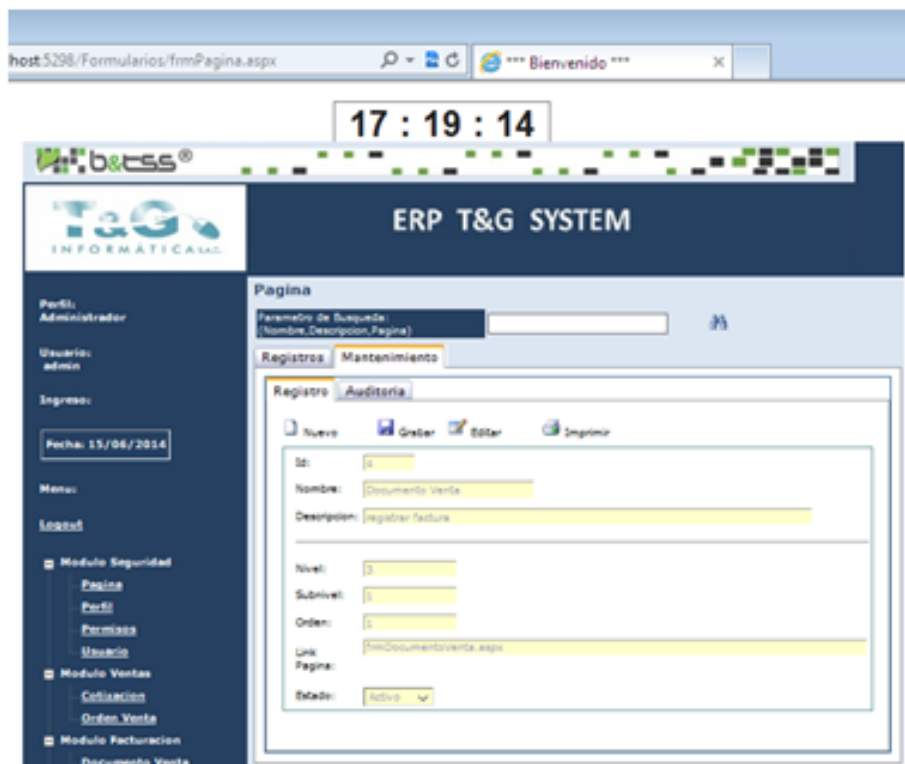 host:5298/Formularios/frmPagina.aspx
*** Bienvenido ***
17 : 19 : 14
b&tss®
T&G
INFORMÁTICA S.A.C.
ERP T&G SYSTEM
Perfil:
Administrador
Usuario:
admin
Ingreso:
Fecha: 15/06/2014
Menu:
Logout
Modulo Seguridad
Pagina
Perfil
Permisos
Usuario
Modulo Ventas
Cotizacion
Orden Venta
Modulo Facturacion
Documento Venta
Pagina
Parametro de Busqueda:
(Nombre,Descripcion,Pagina)
Registros Mantenimiento
Registro Auditoria
Nuevo Grabar Editar Imprimir
Id: 4
Nombre: Documento Venta
Descripcion: registrar factura
Nivel: 3
Subnivel: 1
Orden: 1
Link Pagina: frmDocumentoVenta.aspx
Estado: Activo